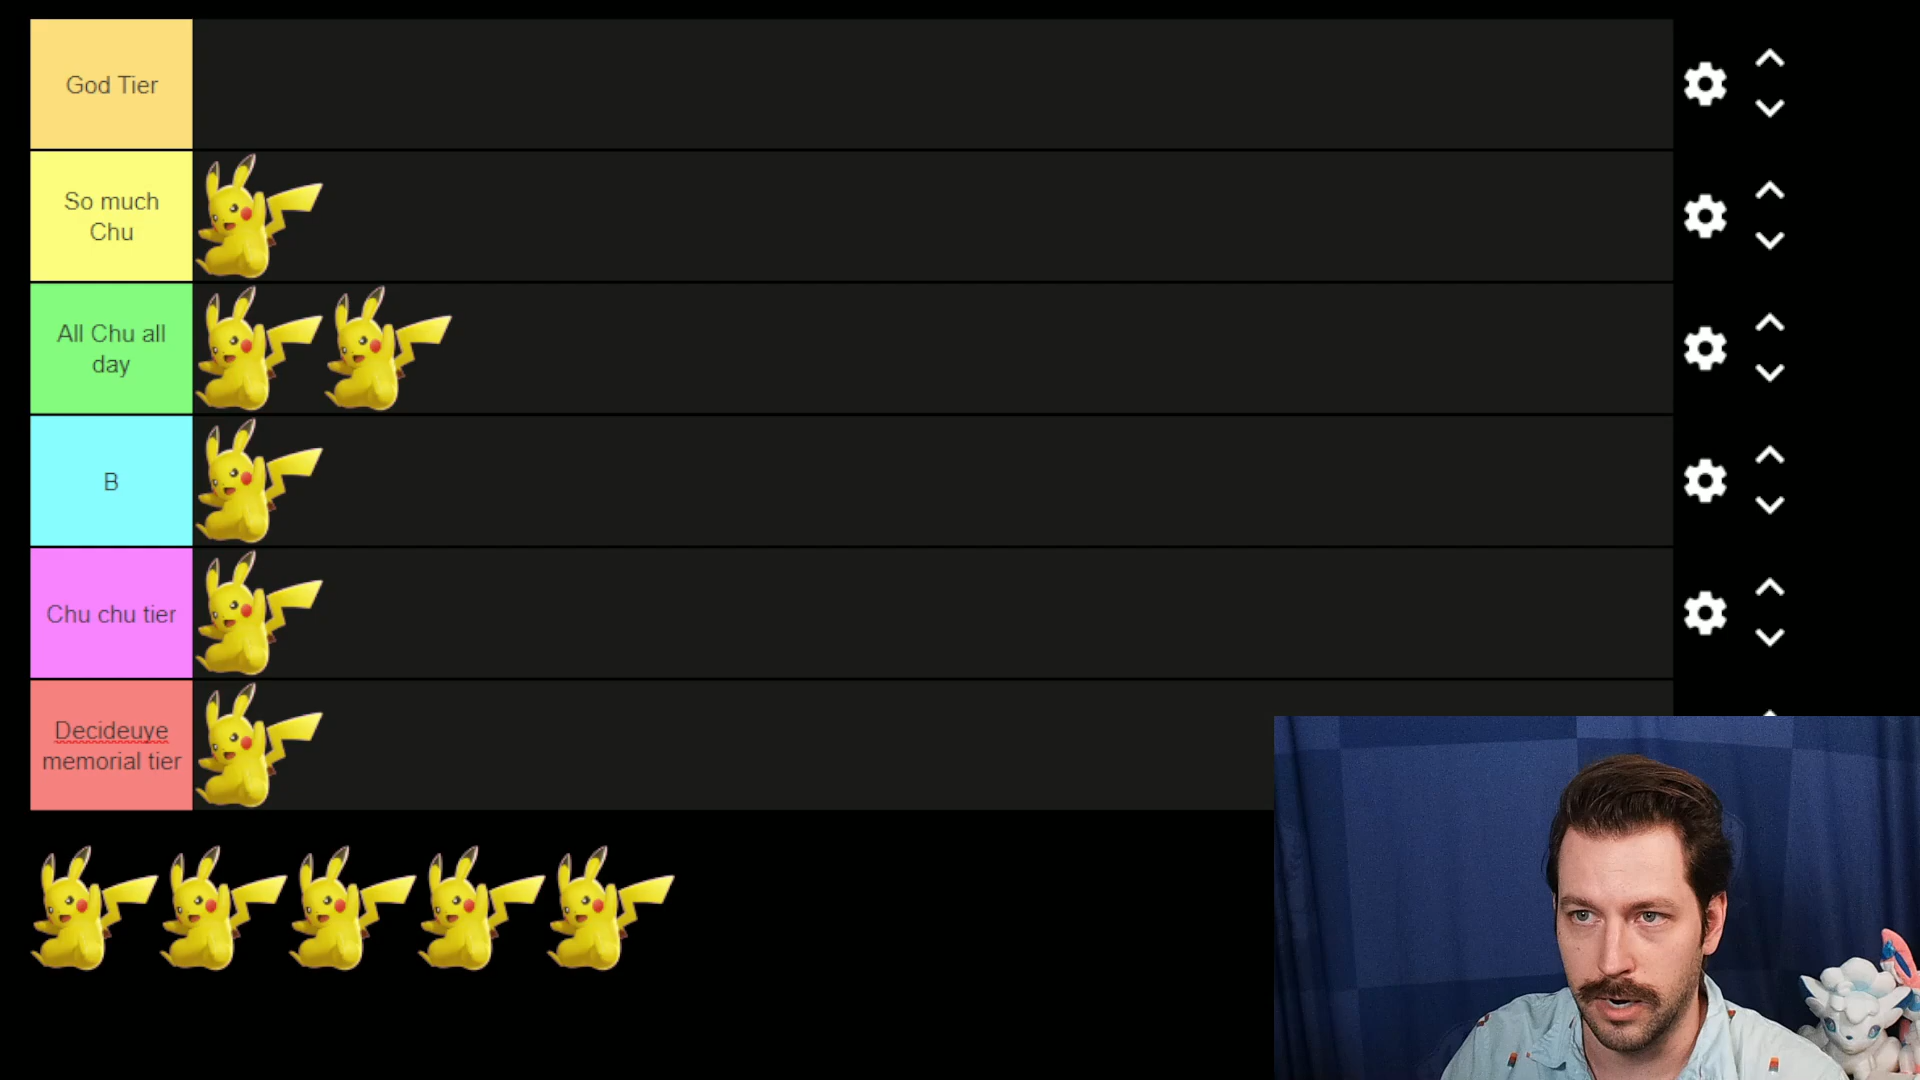 God Tier
So much
Chu
All Chu all
day
B
Chu chu tier
Decideuye
memorial tier